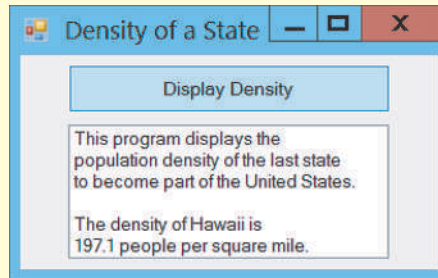 Density of a State
Display Density
This program displays the
population density of the last state
to become part of the United States.
The density of Hawaii is
197.1 people per square mile.